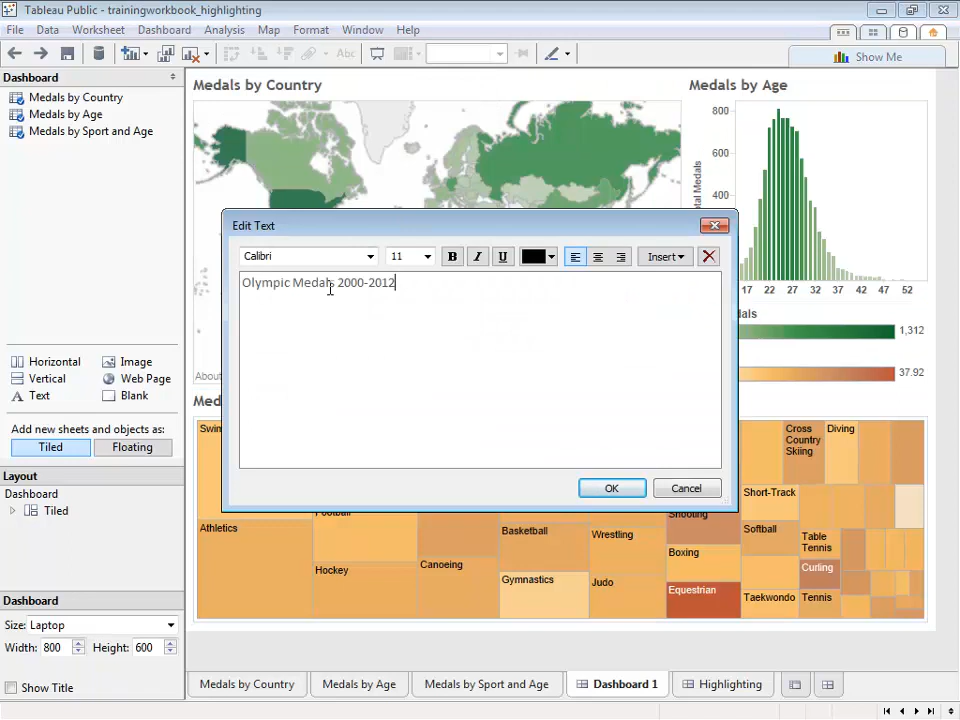 Tableau Public - trainingworkbook_highlighting
File Data Worksheet Dashboard Analysis Map Format Window Help
Abc
Show Me
Dashboard
Medals by Country
Medals by Age
Medals by Sport and Age
Horizontal Image
Vertical Web Page
A Text Blank
Add new sheets and objects as:
Tiled Floating
Layout
Dashboard
Tiled
Dashboard
Size: Laptop
Width: 800 Height: 600
Show Title
Medals by Country
About
Medals by Age
800
600
400
17 22 27 32 37 42 47 52
1,312
37.92
Edit Text
Calibri 11 B I U Insert
Olympic Medals 2000-2012
OK Cancel
Athletics
Hockey
Canoeing
Basketball
Gymnastics
Wrestling
Judo
Shooting
Boxing
Equestrian
Cross
Country
Skiing
Diving
Short-Track
Softball
Table
Tennis
Curling
Taekwondo
Tennis
Medals by Country Medals by Age Medals by Sport and Age Dashboard 1 Highlighting